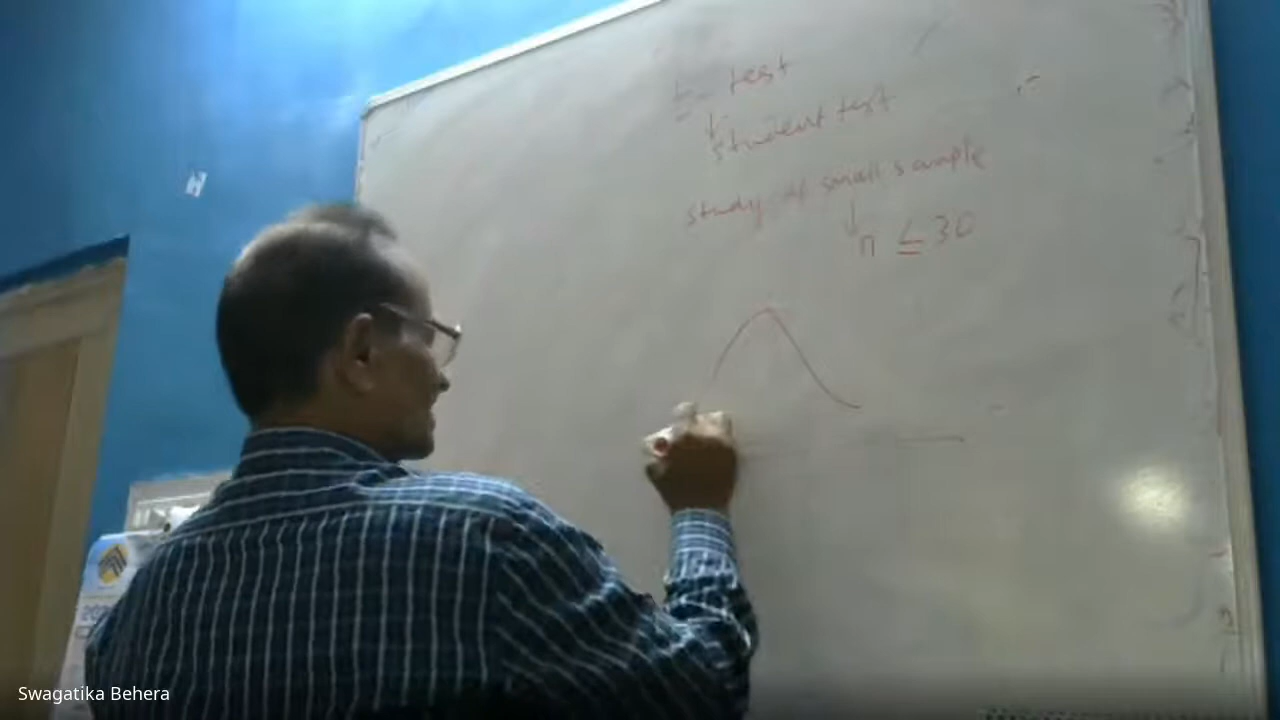 t- test
student test
study of small sample
n ≤ 30
Swagatika Behera